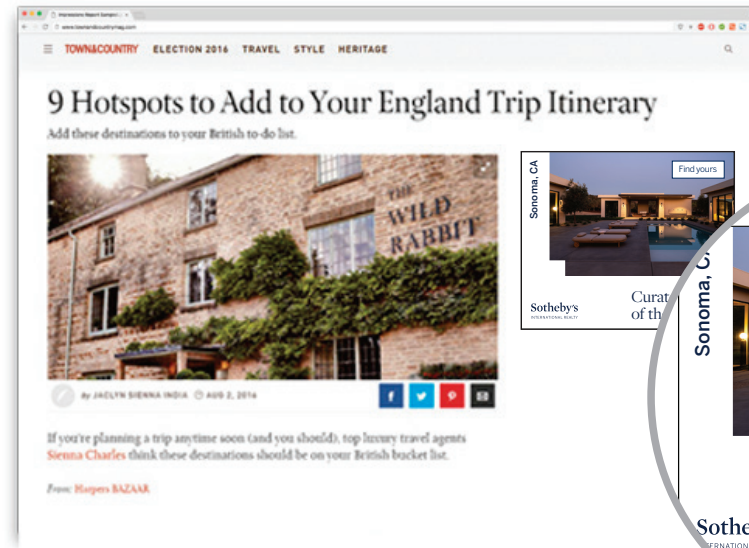 www.townandcountrymag.com
TOWN&COUNTRY ELECTION 2016 TRAVEL STYLE HERITAGE
9 Hotspots to Add to Your England Trip Itinerary
Add these destinations to your British to-do list.
THE
WILD
RABBIT
by JACLYN SIENNA INDIA AUG 2, 2016
If you're planning a trip anytime soon (and you should), top luxury travel agents
Sienna Charles think these destinations should be on your British bucket list.
From: Harpers BAZAAR
Sonoma, CA
Find yours
Sotheby's
INTERNATIONAL REALTY
Curat
of th
Sonoma, C
Sothe